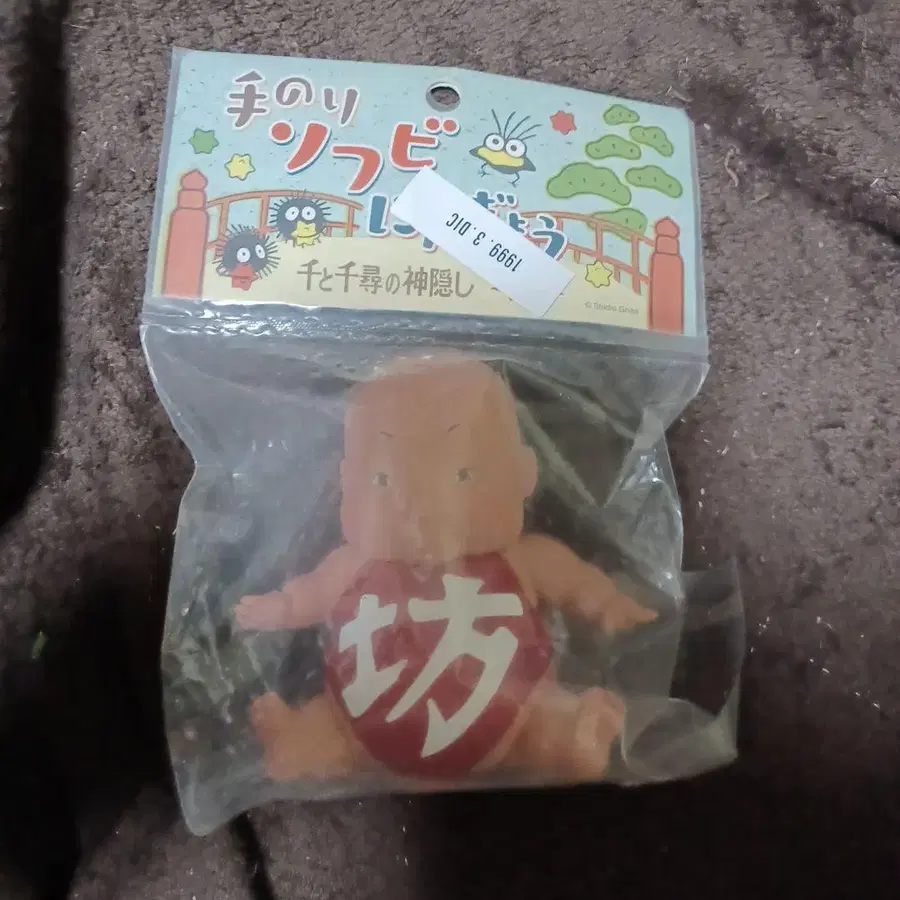 手のり
ソフビ
1999. 3. DIC
千と千尋の神隠し
© Studio Ghibli
坊